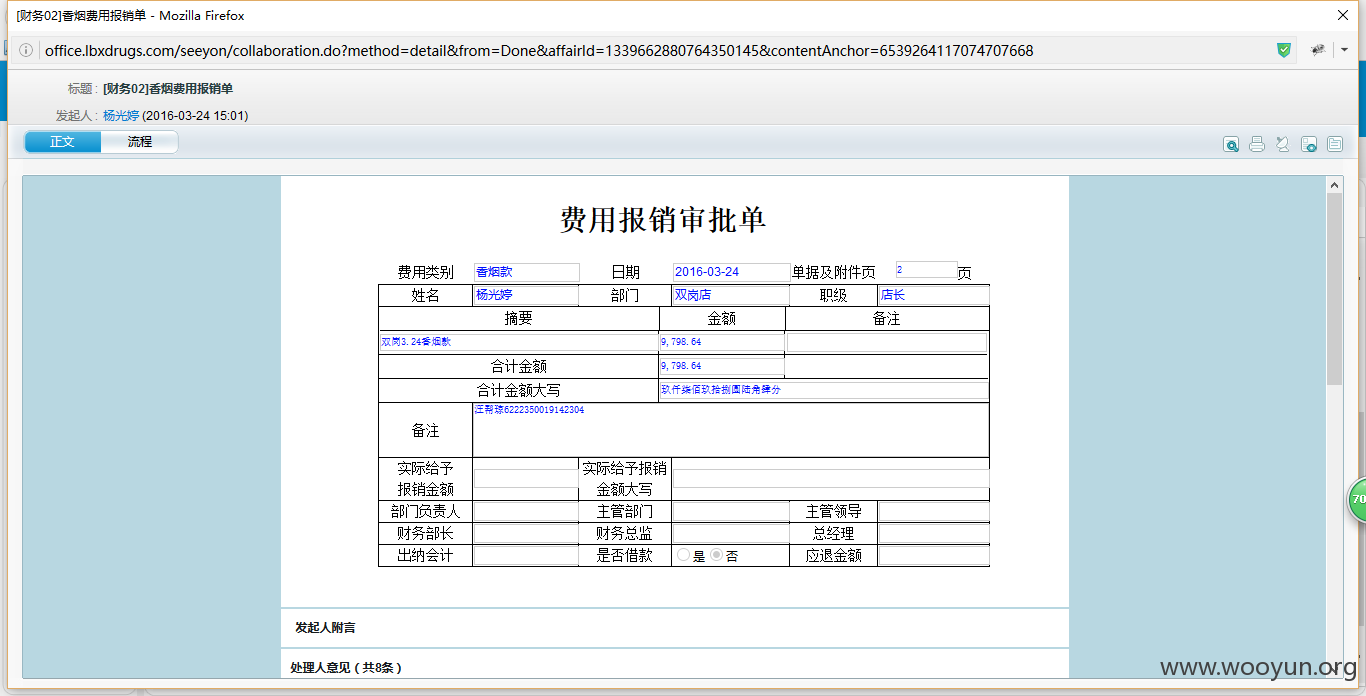 [财务02]香烟费用报销单 - Mozilla Firefox
office.lbxdrugs.com/seeyon/collaboration.do?method=detail&from=Done&affairId=1339662880764350145&contentAnchor=6539264117074707668
标题 : [财务02]香烟费用报销单
发起人 : 杨光婷 (2016-03-24 15:01)
正文 流程
费用报销审批单
费用类别 香烟款 日期 2016-03-24 单据及附件页 2 页
姓名 杨光婷 部门 双岗店 职级 店长
摘要 金额 备注
双岗3.24香烟款 9,798.64
合计金额 9,798.64
合计金额大写 玖仟柒佰玖拾捌圆陆角肆分
备注 汪帮琼6222350019142304
实际给予报销金额 实际给予报销金额大写
部门负责人 主管部门 主管领导
财务部长 财务总监 总经理
出纳会计 是否借款 是 否 应退金额
70
发起人附言
处理人意见 ( 共8条 )
www.wooyun.org